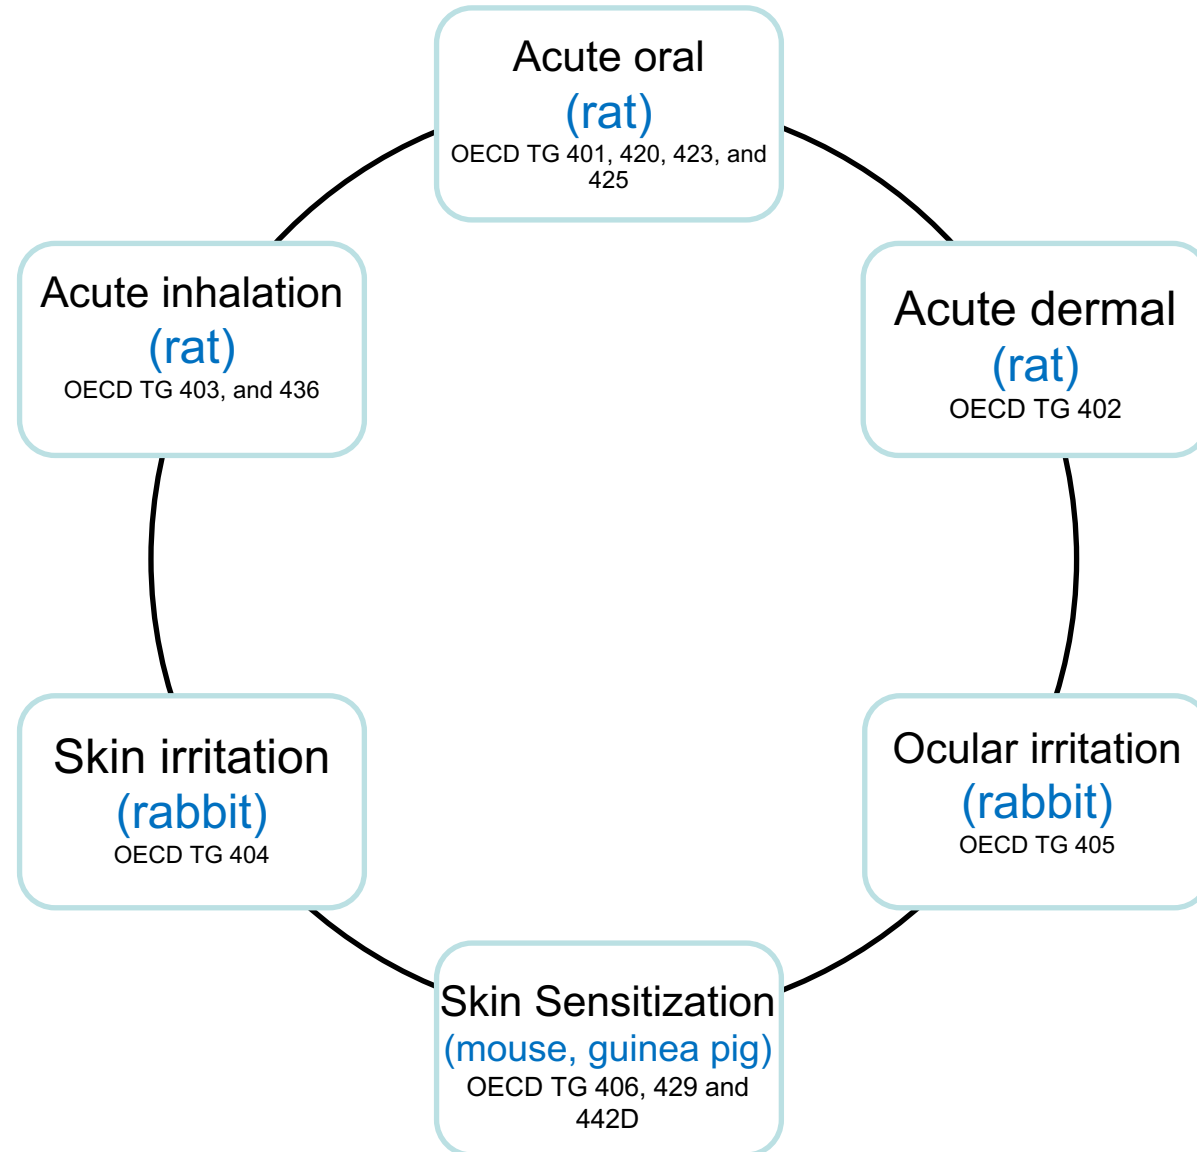 Acute oral
(rat)
OECD TG 401, 420, 423, and
425
Acute dermal
(rat)
OECD TG 402
Ocular irritation
(rabbit)
OECD TG 405
Skin Sensitization
(mouse, guinea pig)
OECD TG 406, 429 and
442D
Skin irritation
(rabbit)
OECD TG 404
Acute inhalation
(rat)
OECD TG 403, and 436